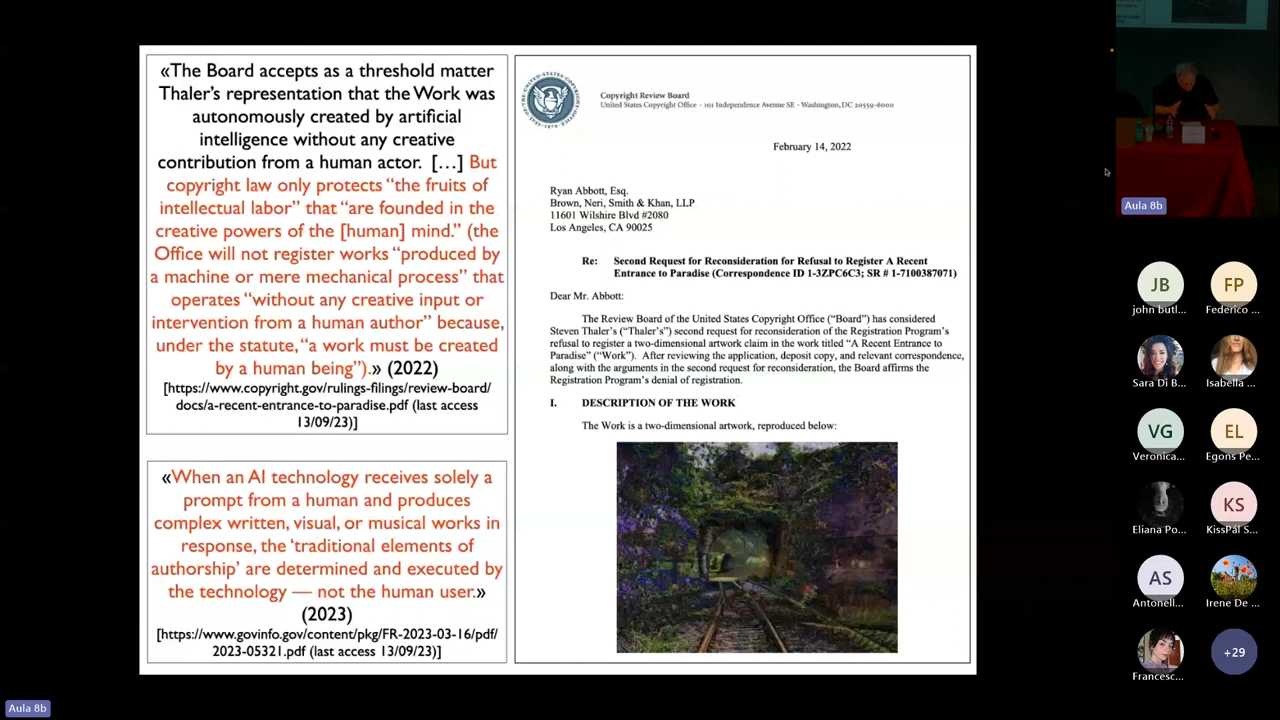 «The Board accepts as a threshold matter
Thaler's representation that the Work was
autonomously created by artificial
intelligence without any creative
contribution from a human actor. […] But
copyright law only protects “the fruits of
intellectual labor” that “are founded in the
creative powers of the [human] mind.” (the
Office will not register works “produced by
a machine or mere mechanical process” that
operates “without any creative input or
intervention from a human author” because,
under the statute, “a work must be created
by a human being”).» (2022)
[https://www.copyright.gov/rulings-filings/review-board/
docs/a-recent-entrance-to-paradise.pdf (last access
13/09/23)]
«When an AI technology receives solely a
prompt from a human and produces
complex written, visual, or musical works in
response, the ‘traditional elements of
authorship’ are determined and executed by
the technology — not the human user.»
(2023)
[https://www.govinfo.gov/content/pkg/FR-2023-03-16/pdf/
2023-05321.pdf (last access 13/09/23)]
Copyright Review Board
United States Copyright Office · 101 Independence Avenue SE · Washington, DC 20559-6000
February 14, 2022
Ryan Abbott, Esq.
Brown, Neri, Smith & Khan, LLP
11601 Wilshire Blvd #2080
Los Angeles, CA 90025
Re: Second Request for Reconsideration for Refusal to Register A Recent
Entrance to Paradise (Correspondence ID 1-3ZPC6C3; SR # 1-7100387071)
Dear Mr. Abbott:
The Review Board of the United States Copyright Office (“Board”) has considered
Steven Thaler's (“Thaler's”) second request for reconsideration of the Registration Program's
refusal to register a two-dimensional artwork claim in the work titled “A Recent Entrance to
Paradise” (“Work”). After reviewing the application, deposit copy, and relevant correspondence,
along with the arguments in the second request for reconsideration, the Board affirms the
Registration Program's denial of registration.
I. DESCRIPTION OF THE WORK
The Work is a two-dimensional artwork, reproduced below:
Aula 8b
JB
john butl...
FP
Federico ...
Sara Di B...
Isabella ...
VG
Veronica...
EL
Egons Pe...
Eliana Po...
KS
KissPál S...
AS
Antonell...
Irene De ...
Francesc...
+29
Aula 8b